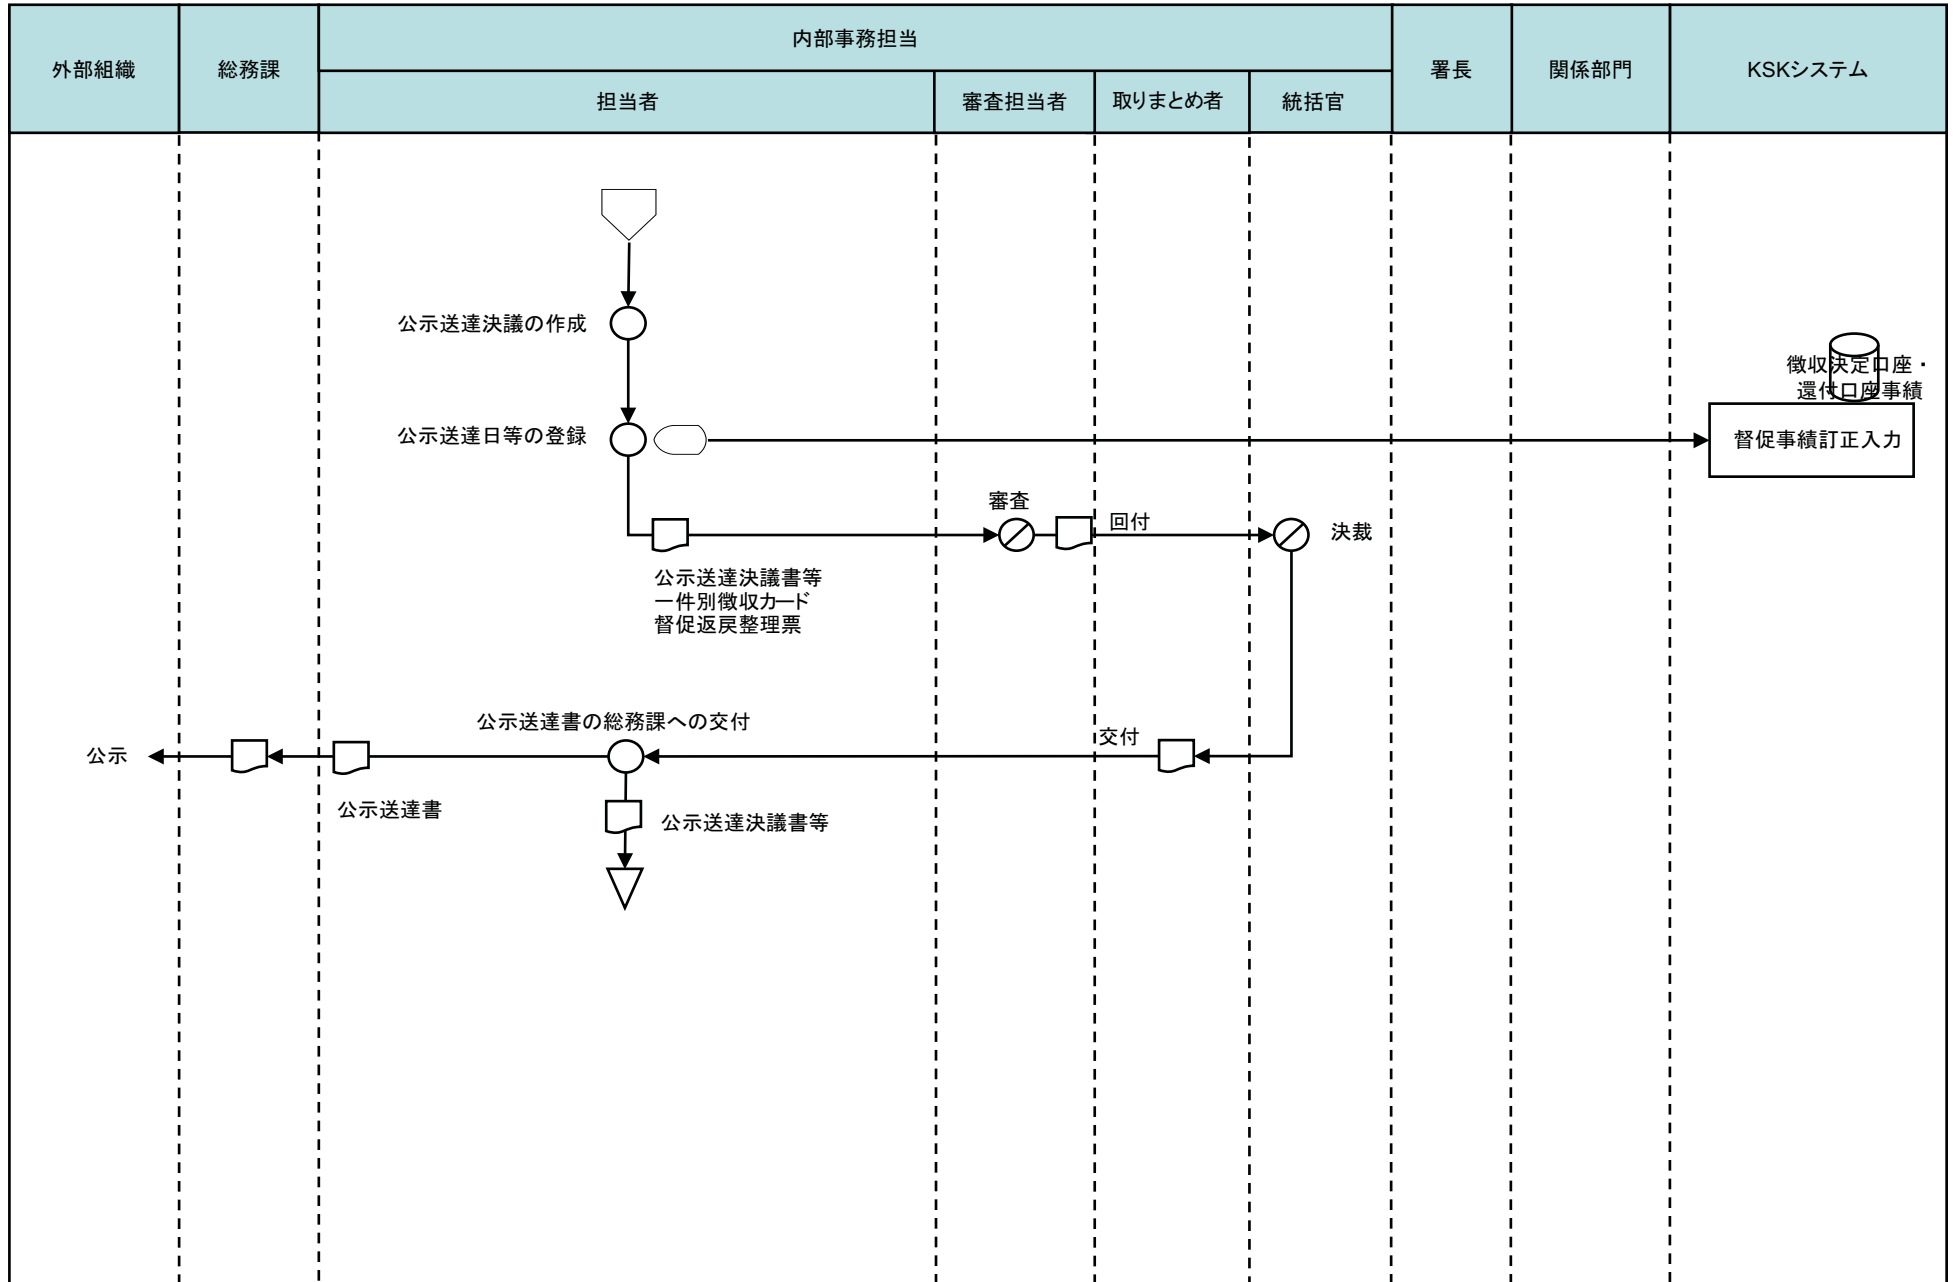 外部組織
総務課
内部事務担当
署長
関係部門
KSKシステム
担当者
審査担当者
取りまとめ者
統括官
公示送達決議の作成
徴収決定口座・
還付口座事績
公示送達日等の登録
督促事績訂正入力
審査
回付
決裁
公示送達決議書等
一件別徴収カード
督促返戻整理票
公示送達書の総務課への交付
交付
公示
公示送達書
公示送達決議書等